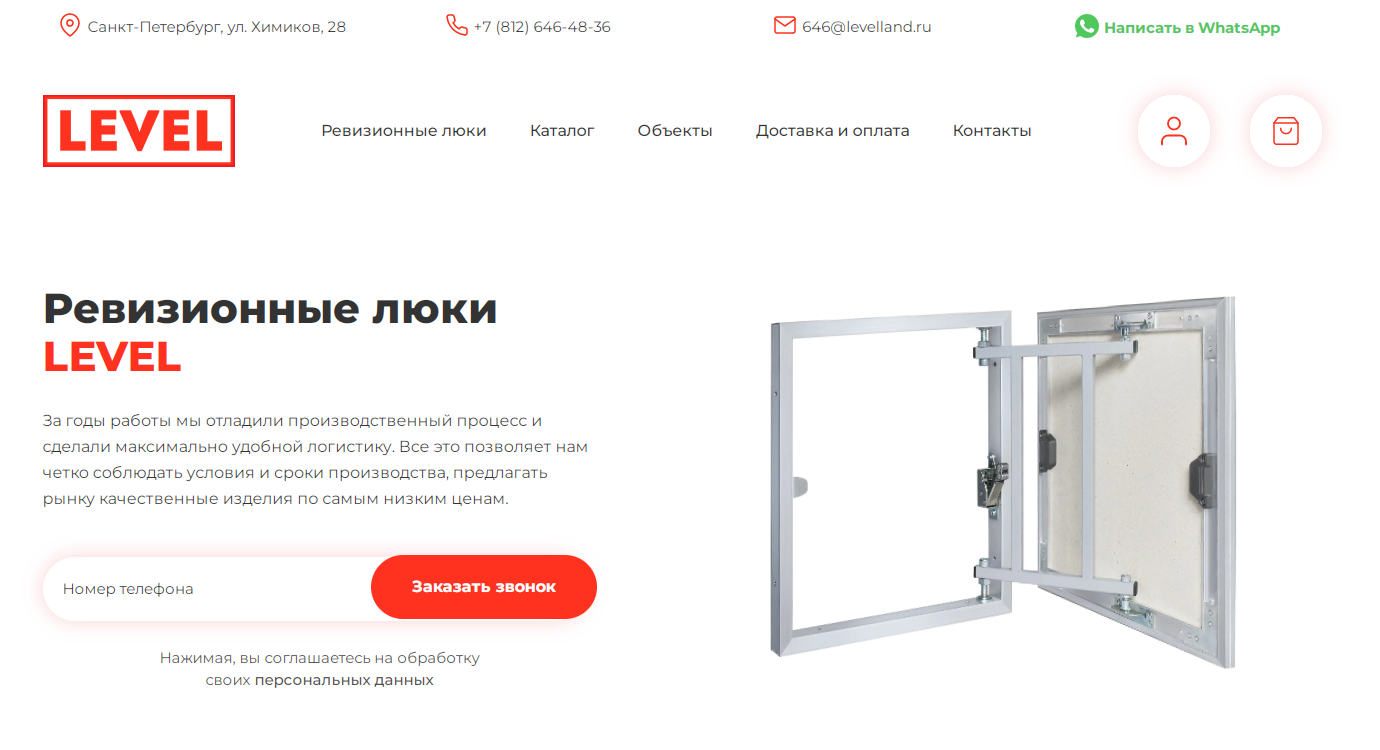 Санкт-Петербург, ул. Химиков, 28
+7 (812) 646-48-36
646@levelland.ru
Написать в WhatsApp
LEVEL
Ревизионные люки
Каталог
Объекты
Доставка и оплата
Контакты
Ревизионные люки
LEVEL
За годы работы мы отладили производственный процесс и
сделали максимально удобной логистику. Все это позволяет нам
четко соблюдать условия и сроки производства, предлагать
рынку качественные изделия по самым низким ценам.
Номер телефона
Заказать звонок
Нажимая, вы соглашаетесь на обработку
своих персональных данных